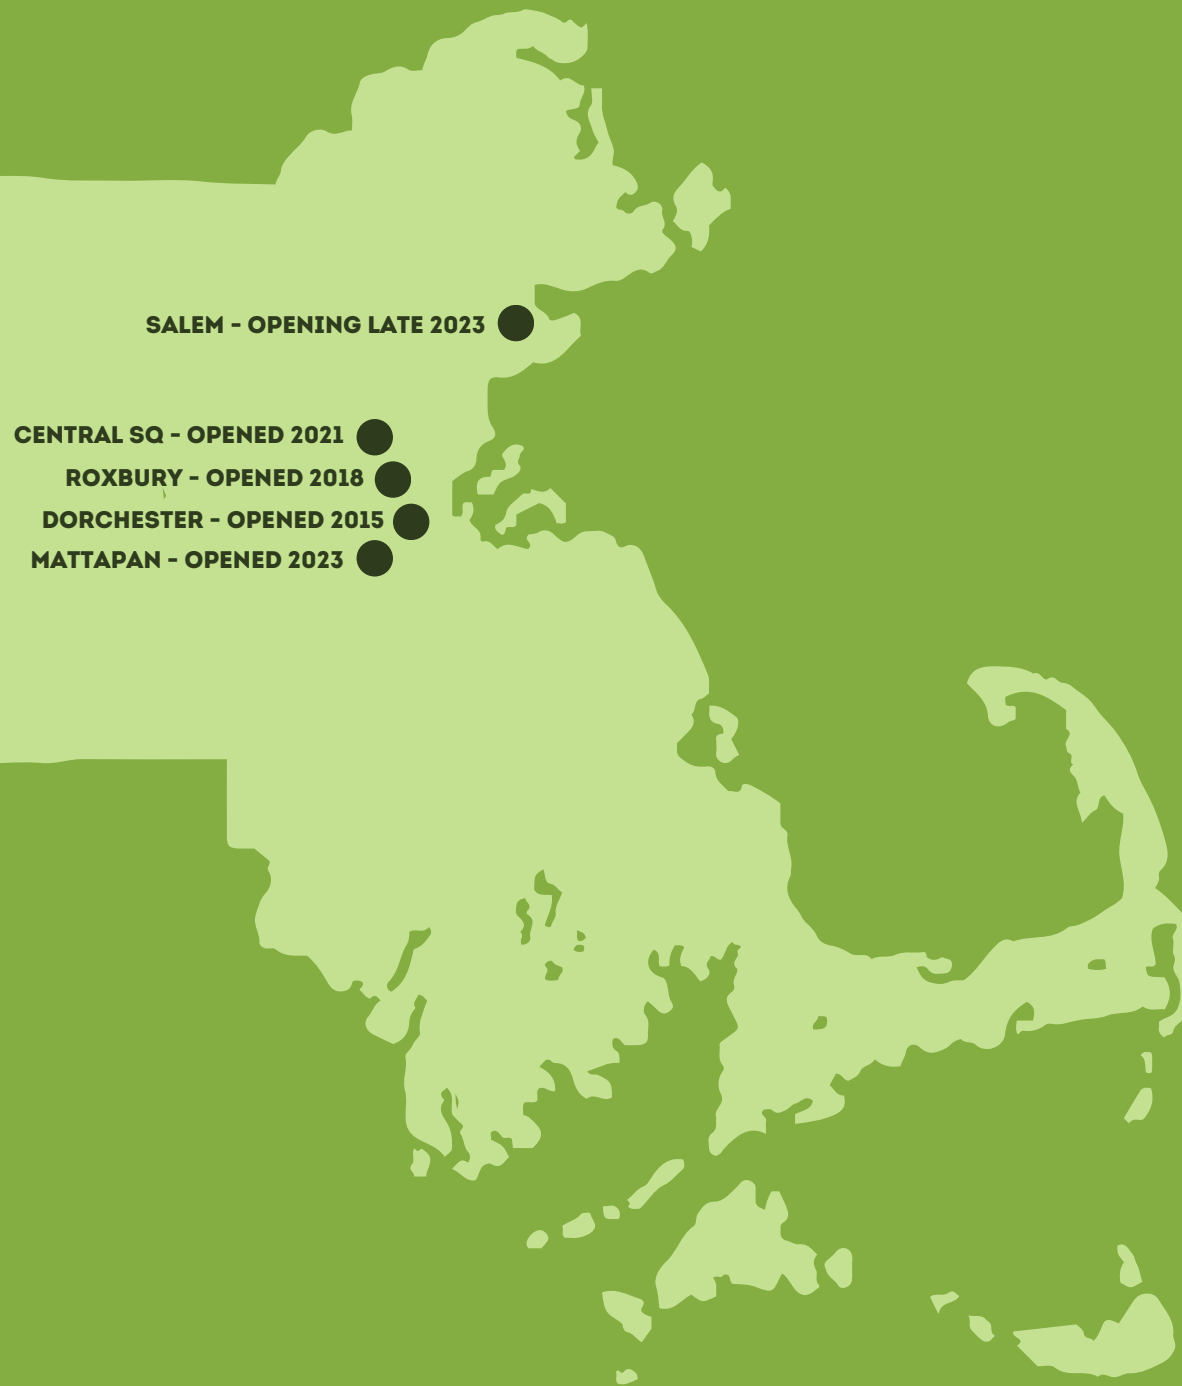 SALEM - OPENING LATE 2023
CENTRAL SQ - OPENED 2021
ROXBURY - OPENED 2018
DORCHESTER - OPENED 2015
MATTAPAN - OPENED 2023